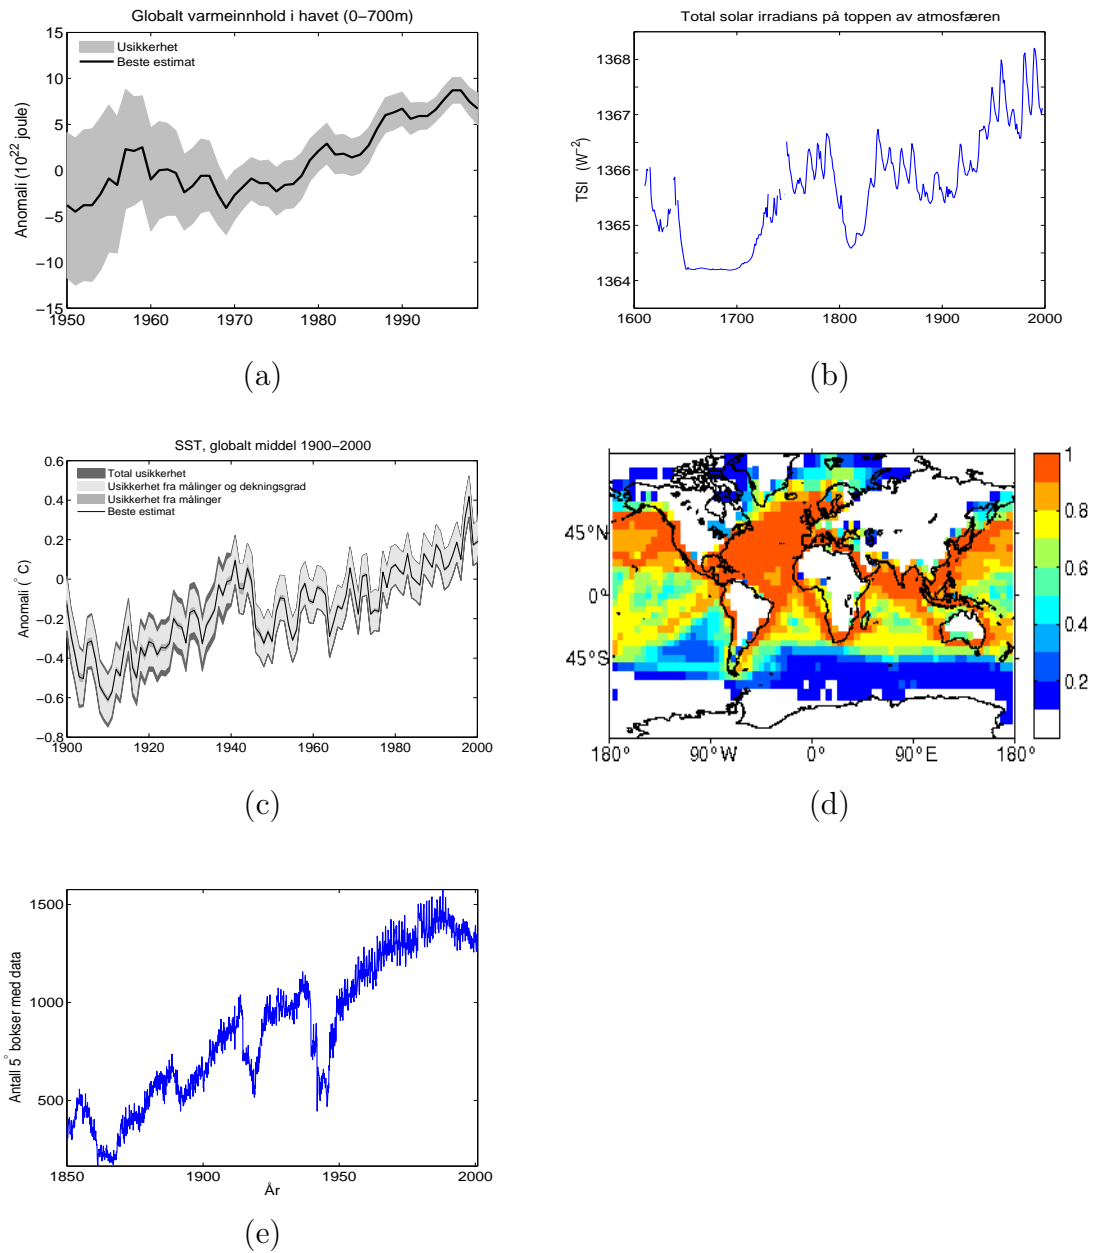 Globalt varmeinnhold i havet (0−700m)
Usikkerhet
Beste estimat
Anomali (10²² joule)
15
10
5
0
−5
−10
−15
1950 1960 1970 1980 1990
(a)
Total solar irradians på toppen av atmosfæren
TSI (W⁻²)
1368
1367
1366
1365
1364
1600 1700 1800 1900 2000
(b)
SST, globalt middel 1900−2000
Total usikkerhet
Usikkerhet fra målinger og dekningsgrad
Usikkerhet fra målinger
Beste estimat
Anomali (° C)
0.6
0.4
0.2
0
−0.2
−0.4
−0.6
−0.8
1900 1920 1940 1960 1980 2000
(c)
45°N
0°
45°S
180° 90°W 0° 90°E 180°
1
0.8
0.6
0.4
0.2
(d)
Antall 5° bokser med data
1500
1000
500
1850 1900 1950 2000
År
(e)